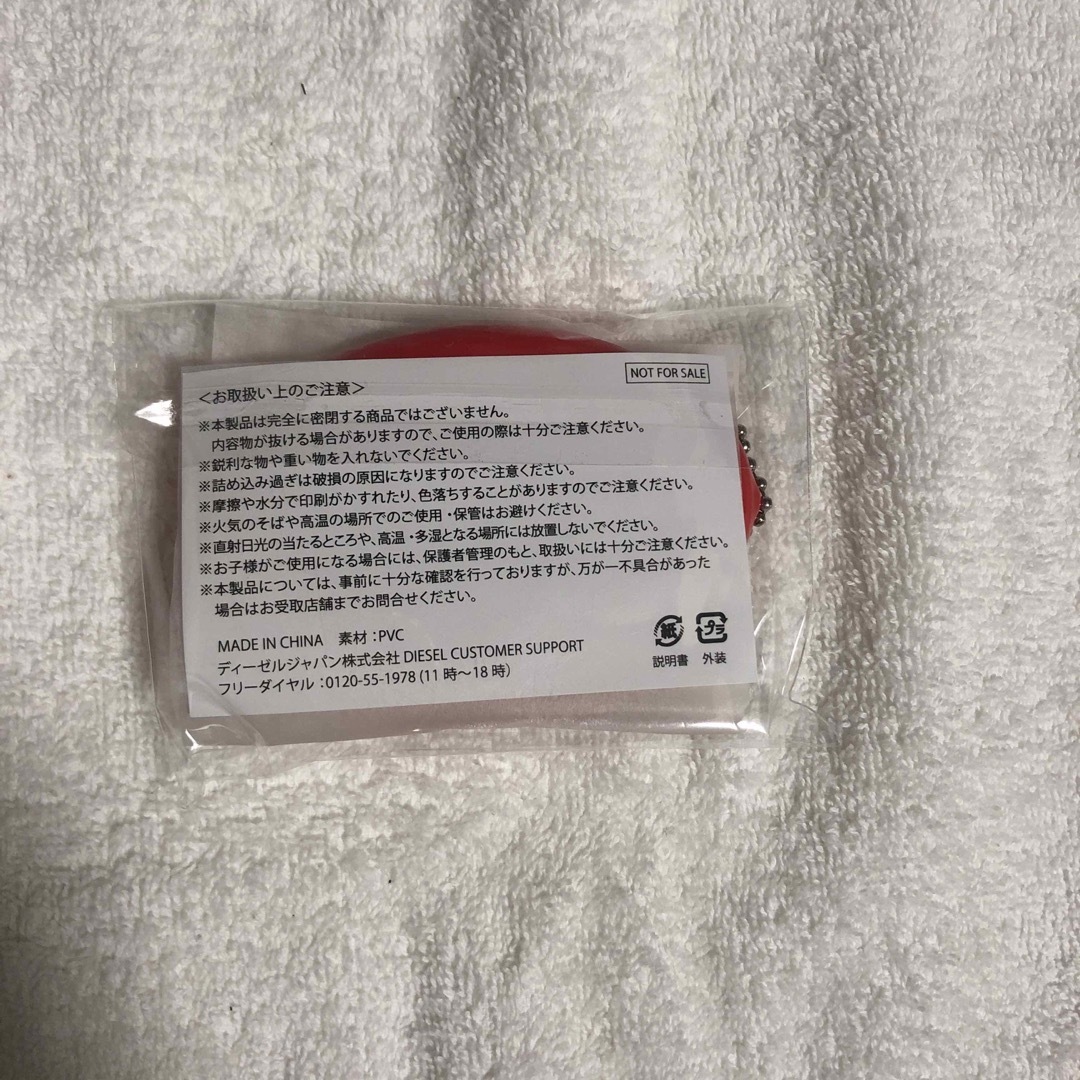 NOT FOR SALE
＜お取扱い上のご注意＞
※本製品は完全に密閉する商品ではございません。
内容物が抜ける場合がありますので、ご使用の際は十分ご注意ください。
※鋭利な物や重い物を入れないでください。
※詰め込み過ぎは破損の原因になりますのでご注意ください。
※摩擦や水分で印刷がかすれたり、色落ちすることがありますのでご注意ください。
※火気のそばや高温の場所でのご使用・保管はお避けください。
※直射日光の当たるところや、高温・多湿となる場所には放置しないでください。
※お子様がご使用になる場合には、保護者管理のもと、取扱いには十分ご注意ください。
※本製品については、事前に十分な確認を行っておりますが、万が一不具合があった
場合はお受取店舗までお問合せください。
MADE IN CHINA　素材：PVC
ディーゼルジャパン株式会社 DIESEL CUSTOMER SUPPORT
フリーダイヤル：0120-55-1978 (11時～18時)
紙 プラ
説明書 外装